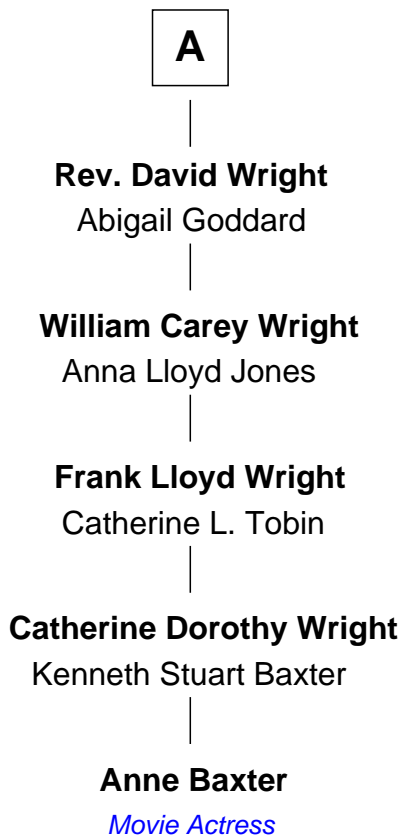 A
Rev. David Wright
Abigail Goddard
William Carey Wright
Anna Lloyd Jones
Frank Lloyd Wright
Catherine L. Tobin
Catherine Dorothy Wright
Kenneth Stuart Baxter
Anne Baxter
Movie Actress